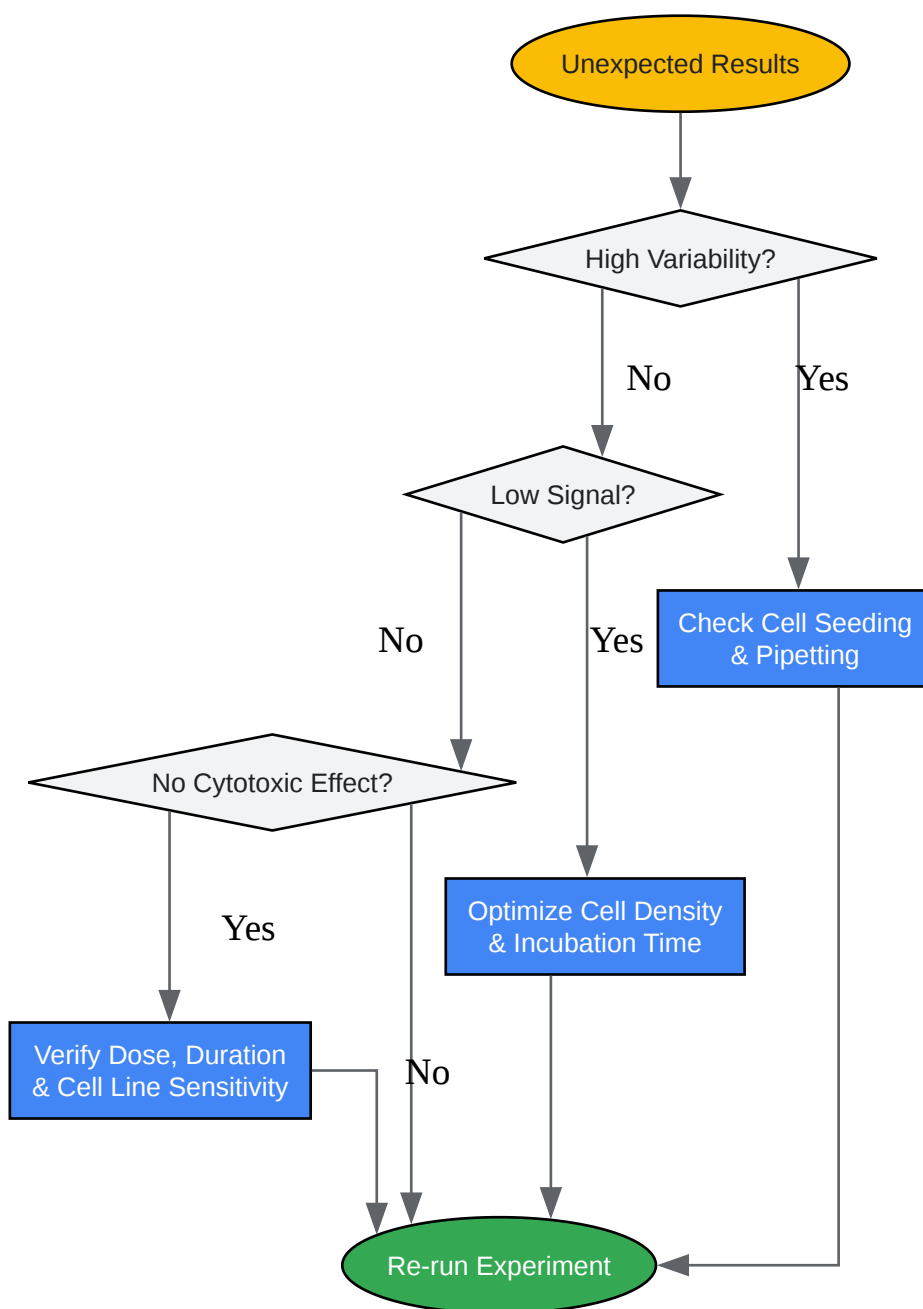 Unexpected Results
High Variability?
No
Yes
Low Signal?
Check Cell Seeding
& Pipetting
No
Yes
No Cytotoxic Effect?
Optimize Cell Density
& Incubation Time
Yes
Verify Dose, Duration
& Cell Line Sensitivity
No
Re-run Experiment